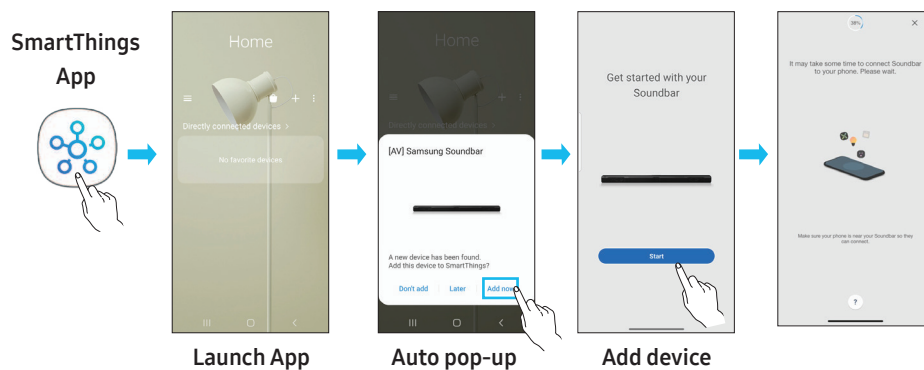 SmartThings
App
Home
Directly connected devices >
No favorite devices
Launch App
Home
Directly connected devices >
[AV] Samsung Soundbar
A new device has been found.
Add this device to SmartThings?
Don't add
Later
Add now
Auto pop-up
Get started with your
Soundbar
Start
Add device
38%
It may take some time to connect Soundbar
to your phone. Please wait.
Make sure your phone is near your Soundbar so they
can connect.
?